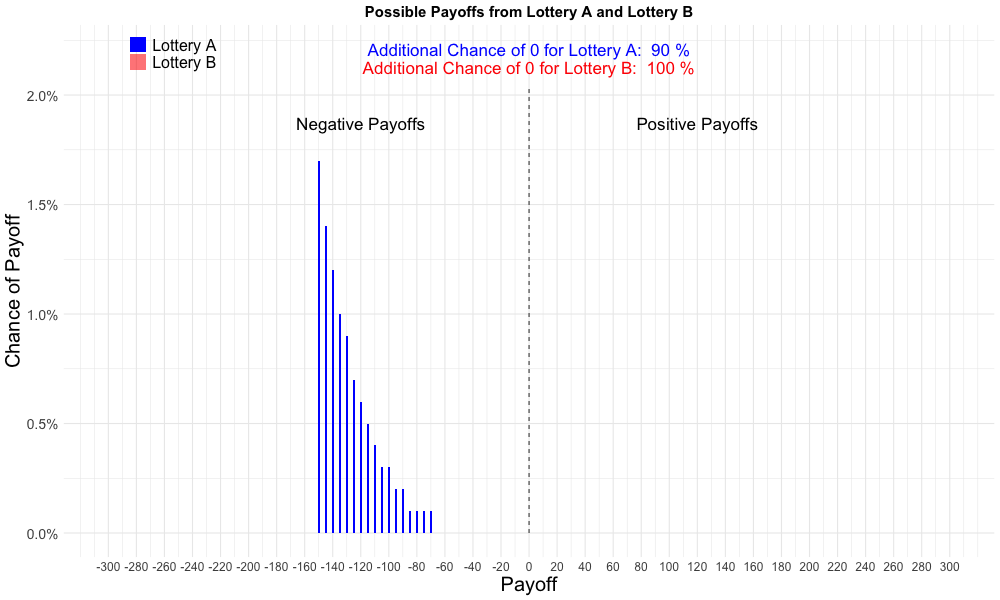 Possible Payoffs from Lottery A and Lottery B
Lottery A
Lottery B
Additional Chance of 0 for Lottery A:  90 %
Additional Chance of 0 for Lottery B:  100 %
Negative Payoffs
Positive Payoffs
Chance of Payoff
2.0%
1.5%
1.0%
0.5%
0.0%
-300 -280 -260 -240 -220 -200 -180 -160 -140 -120 -100 -80 -60 -40 -20 0 20 40 60 80 100 120 140 160 180 200 220 240 260 280 300
Payoff